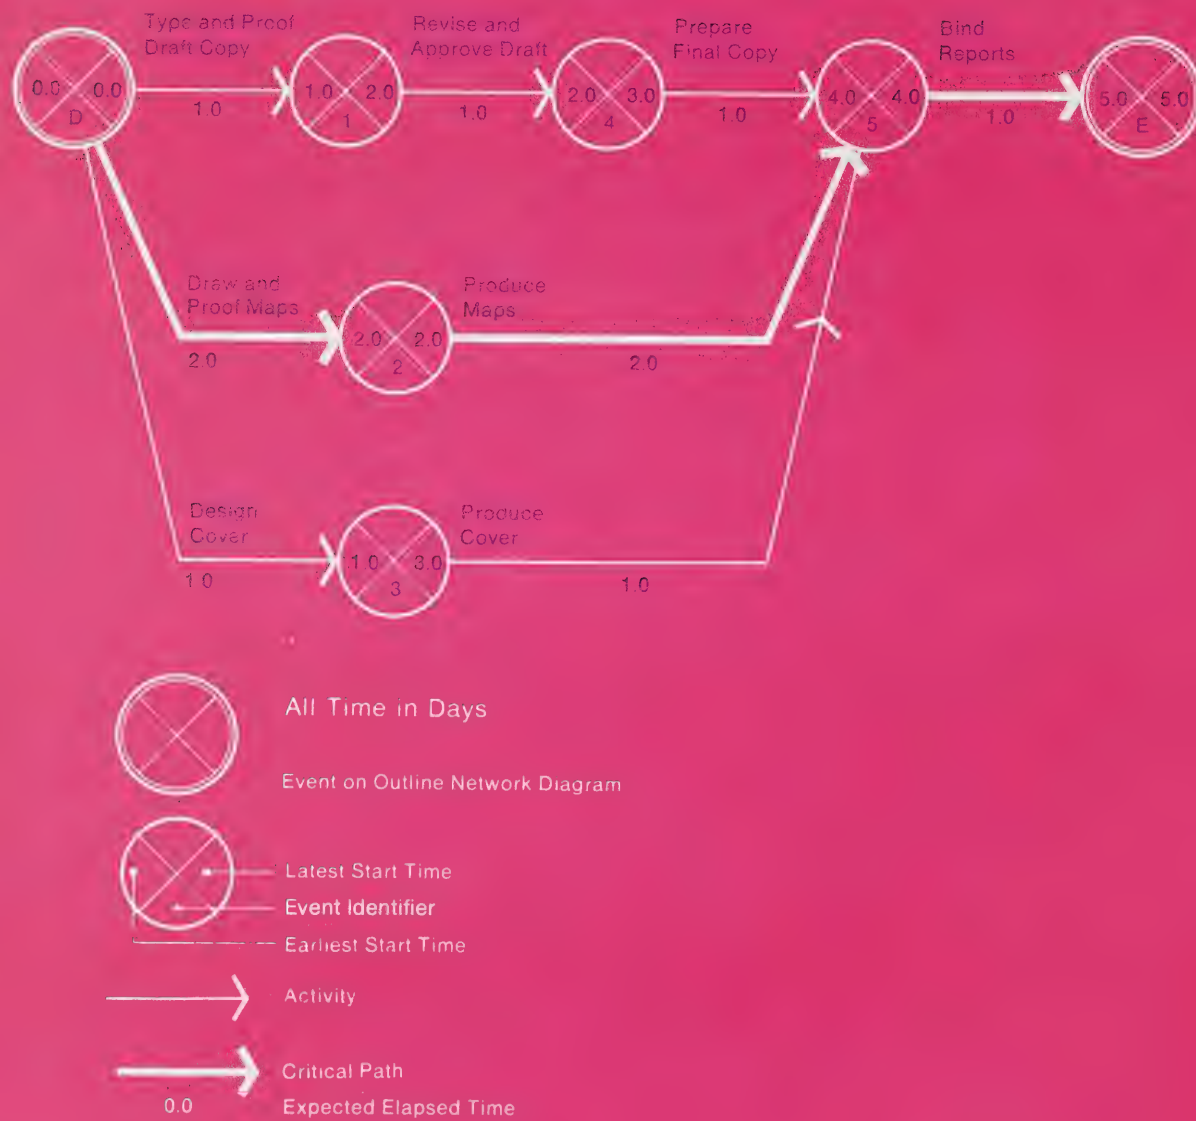 Type and Proof
Draft Copy
Revise and
Approve Draft
Prepare
Final Copy
Bind
Reports
0.0 0.0
D
1.0
1.0 2.0
1
1.0
2.0 3.0
4
1.0
4.0 4.0
5
1.0
5.0 5.0
E
Draw and
Proof Maps
2.0
2.0 2.0
2
Produce
Maps
2.0
Design
Cover
1.0
1.0 3.0
3
Produce
Cover
1.0
All Time in Days
Event on Outline Network Diagram
Latest Start Time
Event Identifier
Earliest Start Time
Activity
Critical Path
0.0 Expected Elapsed Time